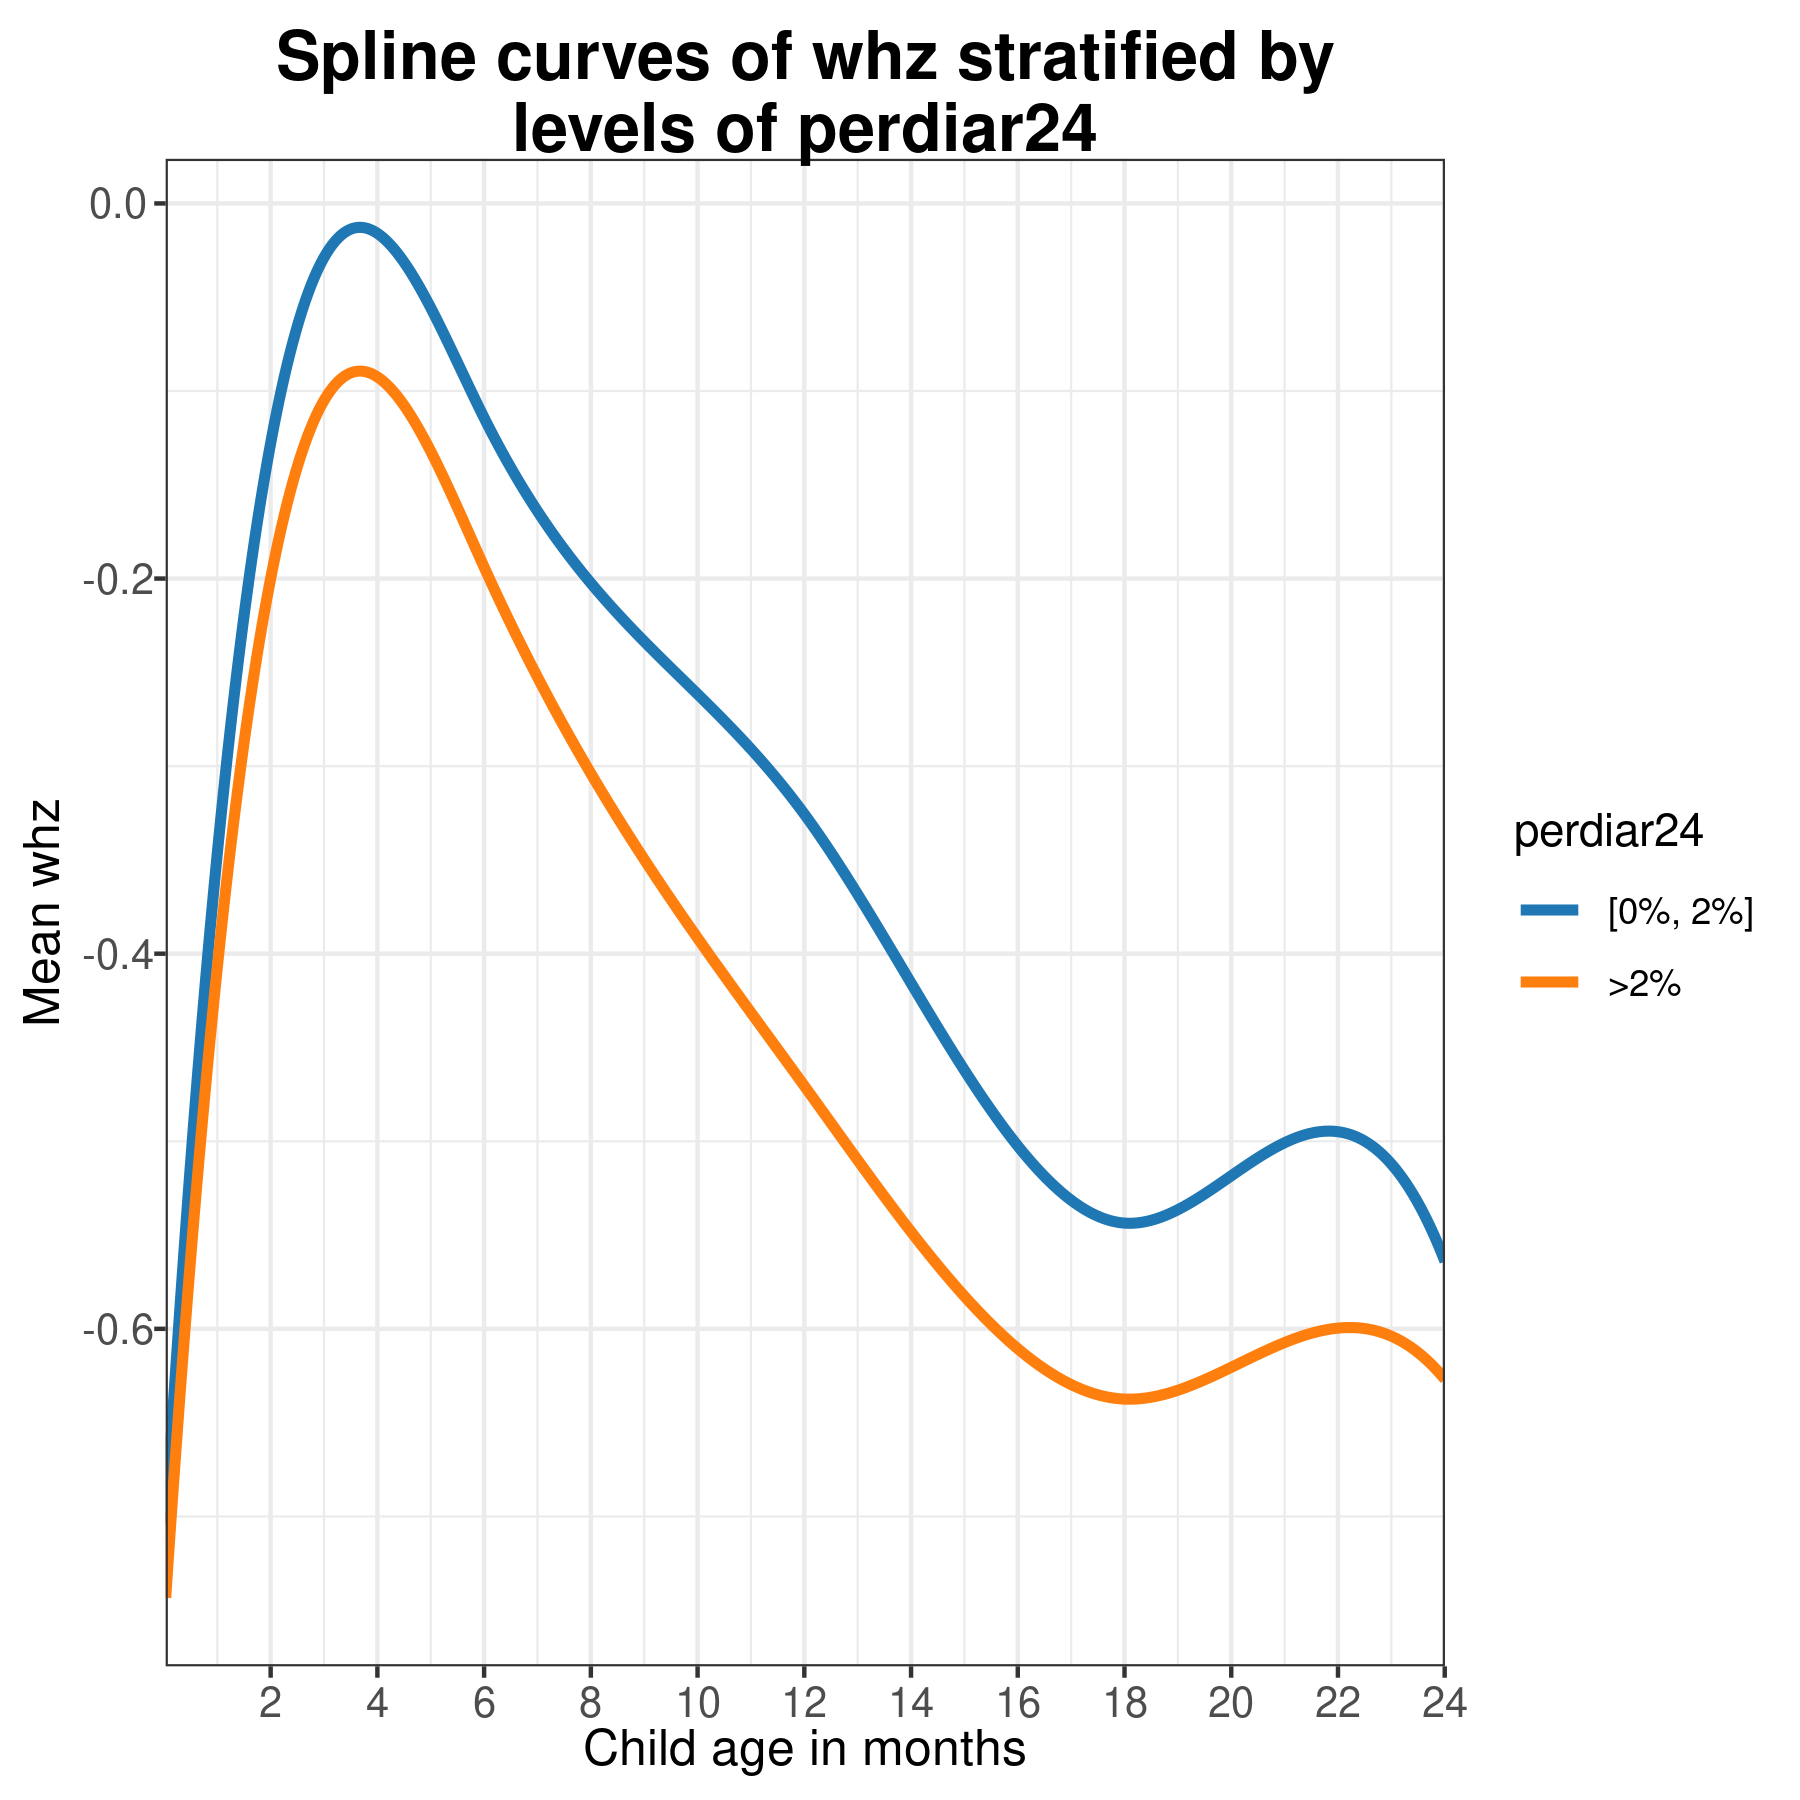 Spline curves of whz stratified by
levels of perdiar24
0.0
-0.2
-0.4
-0.6
Mean whz
2 4 6 8 10 12 14 16 18 20 22 24
Child age in months
perdiar24
[0%, 2%]
>2%